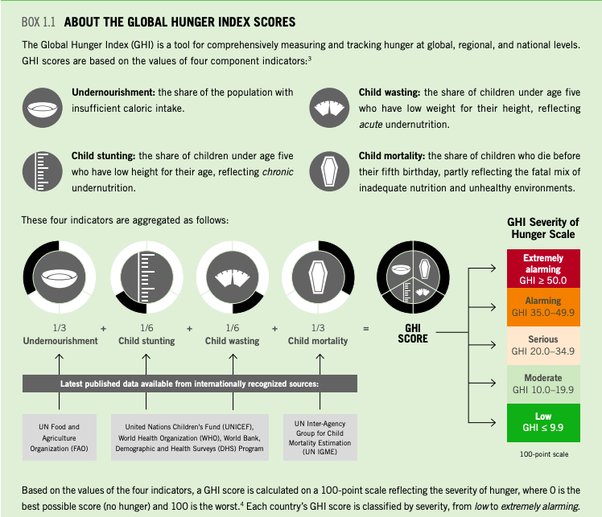 BOX 1.1 ABOUT THE GLOBAL HUNGER INDEX SCORES
The Global Hunger Index (GHI) is a tool for comprehensively measuring and tracking hunger at global, regional, and national levels.
GHI scores are based on the values of four component indicators:³
Undernourishment: the share of the population with
insufficient caloric intake.
Child wasting: the share of children under age five
who have low weight for their height, reflecting
acute undernutrition.
Child stunting: the share of children under age five
who have low height for their age, reflecting chronic
undernutrition.
Child mortality: the share of children who die before
their fifth birthday, partly reflecting the fatal mix of
inadequate nutrition and unhealthy environments.
These four indicators are aggregated as follows:
1/3 + 1/6 + 1/6 + 1/3 =
Undernourishment Child stunting Child wasting Child mortality
GHI
SCORE
GHI Severity of
Hunger Scale
Extremely
alarming
GHI ≥ 50.0
Alarming
GHI 35.0–49.9
Serious
GHI 20.0–34.9
Moderate
GHI 10.0–19.9
Low
GHI ≤ 9.9
100-point scale
Latest published data available from internationally recognized sources:
UN Food and
Agriculture
Organization (FAO)
United Nations Children's Fund (UNICEF),
World Health Organization (WHO), World Bank,
Demographic and Health Surveys (DHS) Program
UN Inter-Agency
Group for Child
Mortality Estimation
(UN IGME)
Based on the values of the four indicators, a GHI score is calculated on a 100-point scale reflecting the severity of hunger, where 0 is the
best possible score (no hunger) and 100 is the worst.⁴ Each country's GHI score is classified by severity, from low to extremely alarming.